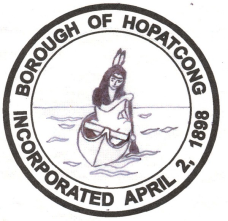 BOROUGH OF HOPATCONG
INCORPORATED APRIL 2, 1898